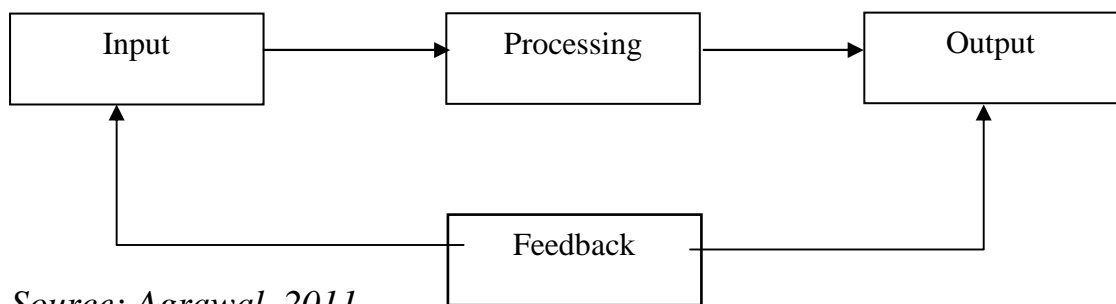 Input
Processing
Output
Feedback
Source: Agrawal, 2011